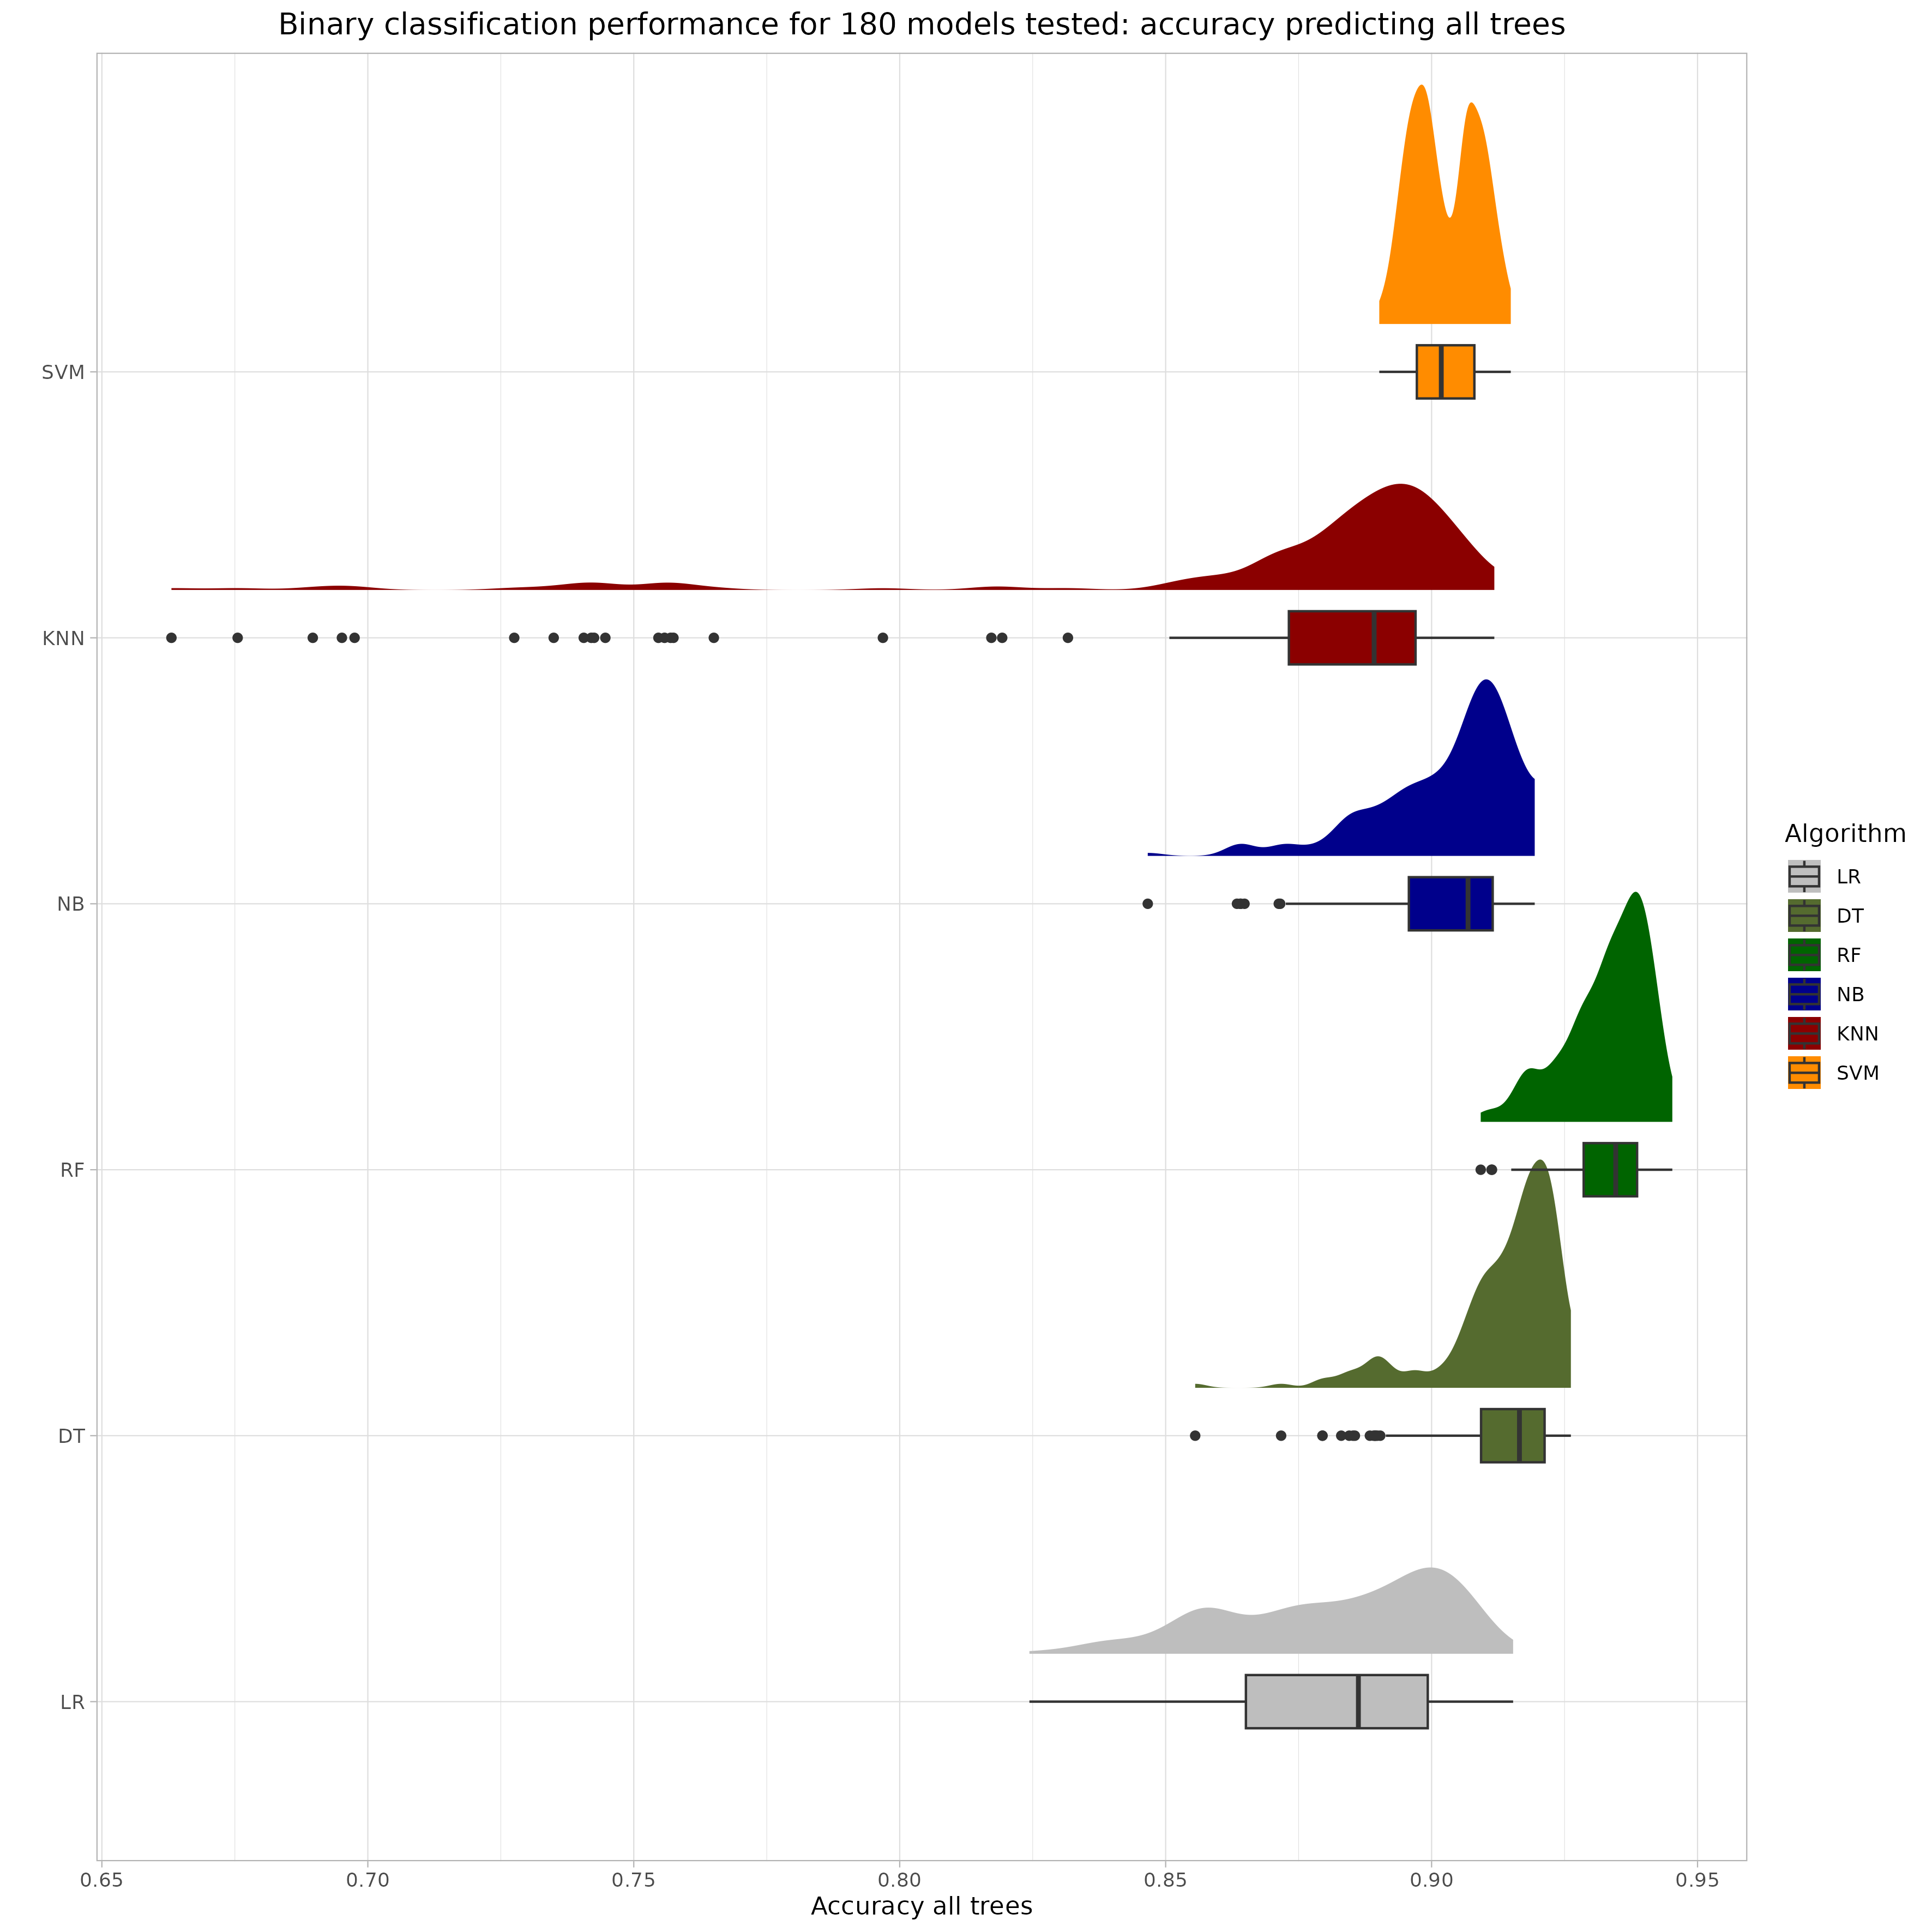 Binary classification performance for 180 models tested: accuracy predicting all trees
SVM
KNN
NB
RF
DT
LR
0.65 0.70 0.75 0.80 0.85 0.90 0.95
Accuracy all trees
Algorithm
LR
DT
RF
NB
KNN
SVM